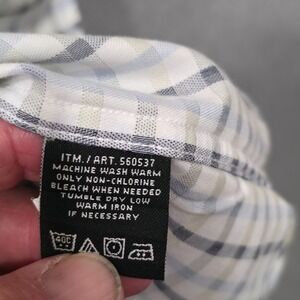 ITM./ART. 560537
MACHINE WASH WARM
ONLY NON-CHLORINE
BLEACH WHEN NEEDED
TUMBLE DRY LOW
WARM IRON
IF NECESSARY
40C